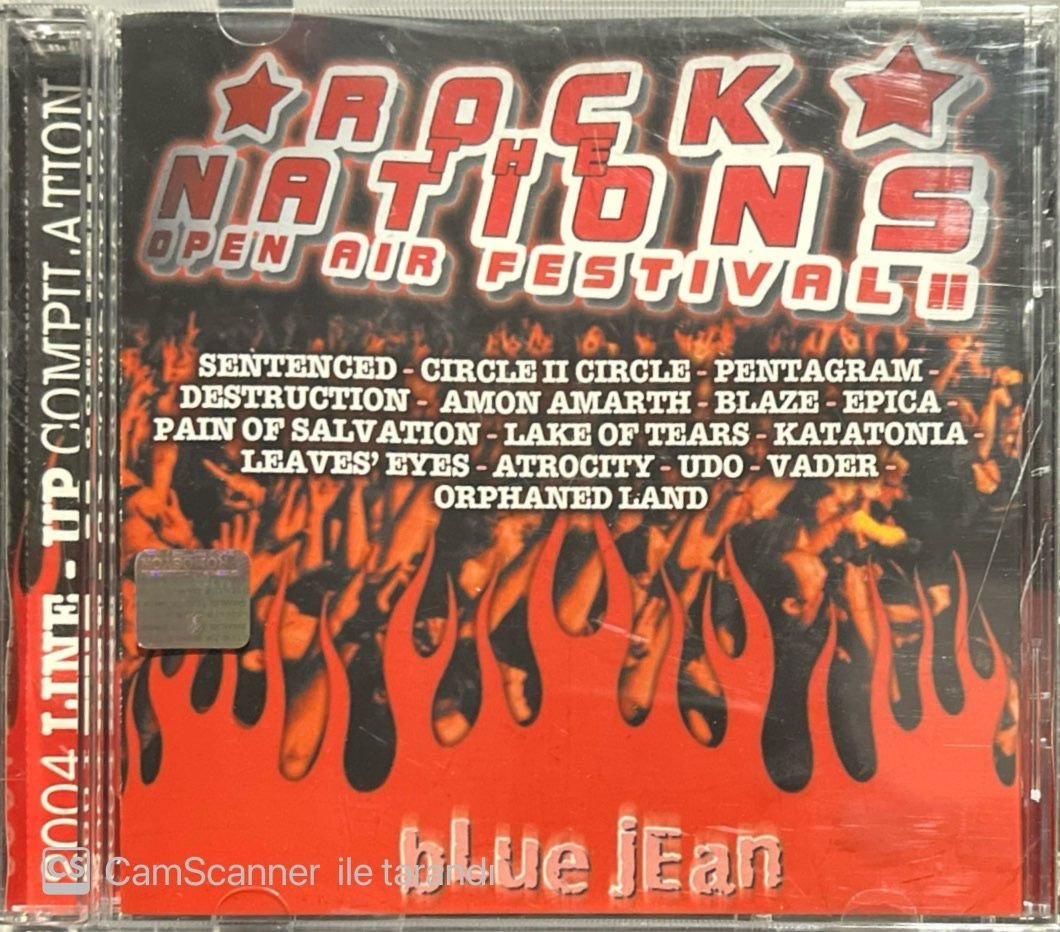 ROCK
THE
NATIONS
OPEN AIR FESTIVAL II
SENTENCED - CIRCLE II CIRCLE - PENTAGRAM -
DESTRUCTION - AMON AMARTH - BLAZE - EPICA -
PAIN OF SALVATION - LAKE OF TEARS - KATATONIA -
LEAVES' EYES - ATROCITY - UDO - VADER -
ORPHANED LAND
blue jEan
2004 LINE - UP COMPILATION
CS CamScanner ile tarandı